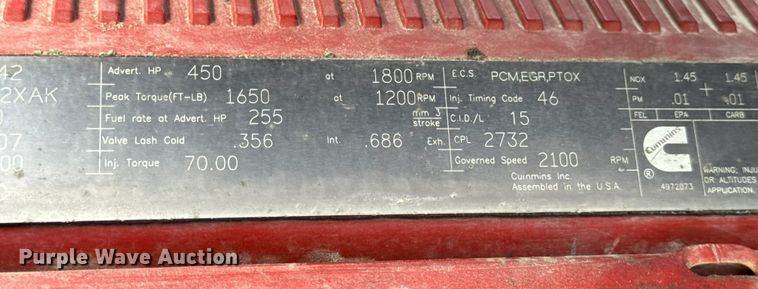 42 Advert. HP 450 at 1800 RPM E.C.S. PCM,EGR,PTOX NOX 1.45 + 1.45
2XAK Peak Torque(FT-LB) 1650 at 1200 RPM Inj. Timing Code 46 PM .01 .01
0 Fuel rate at Advert. HP 255 mm 3 stroke C.I.D./L 15 FEL EPA CARB
07 Valve Lash Cold .356 Int. .686 Exh. CPL 2732
00 Inj. Torque 70.00 Governed Speed 2100 RPM Cummins ®
Cuinmins Inc.
Assembled in the U.S.A. 4972073
WARNING; INJU
OR ALTITUDES
APPLICATION.
Purple Wave Auction